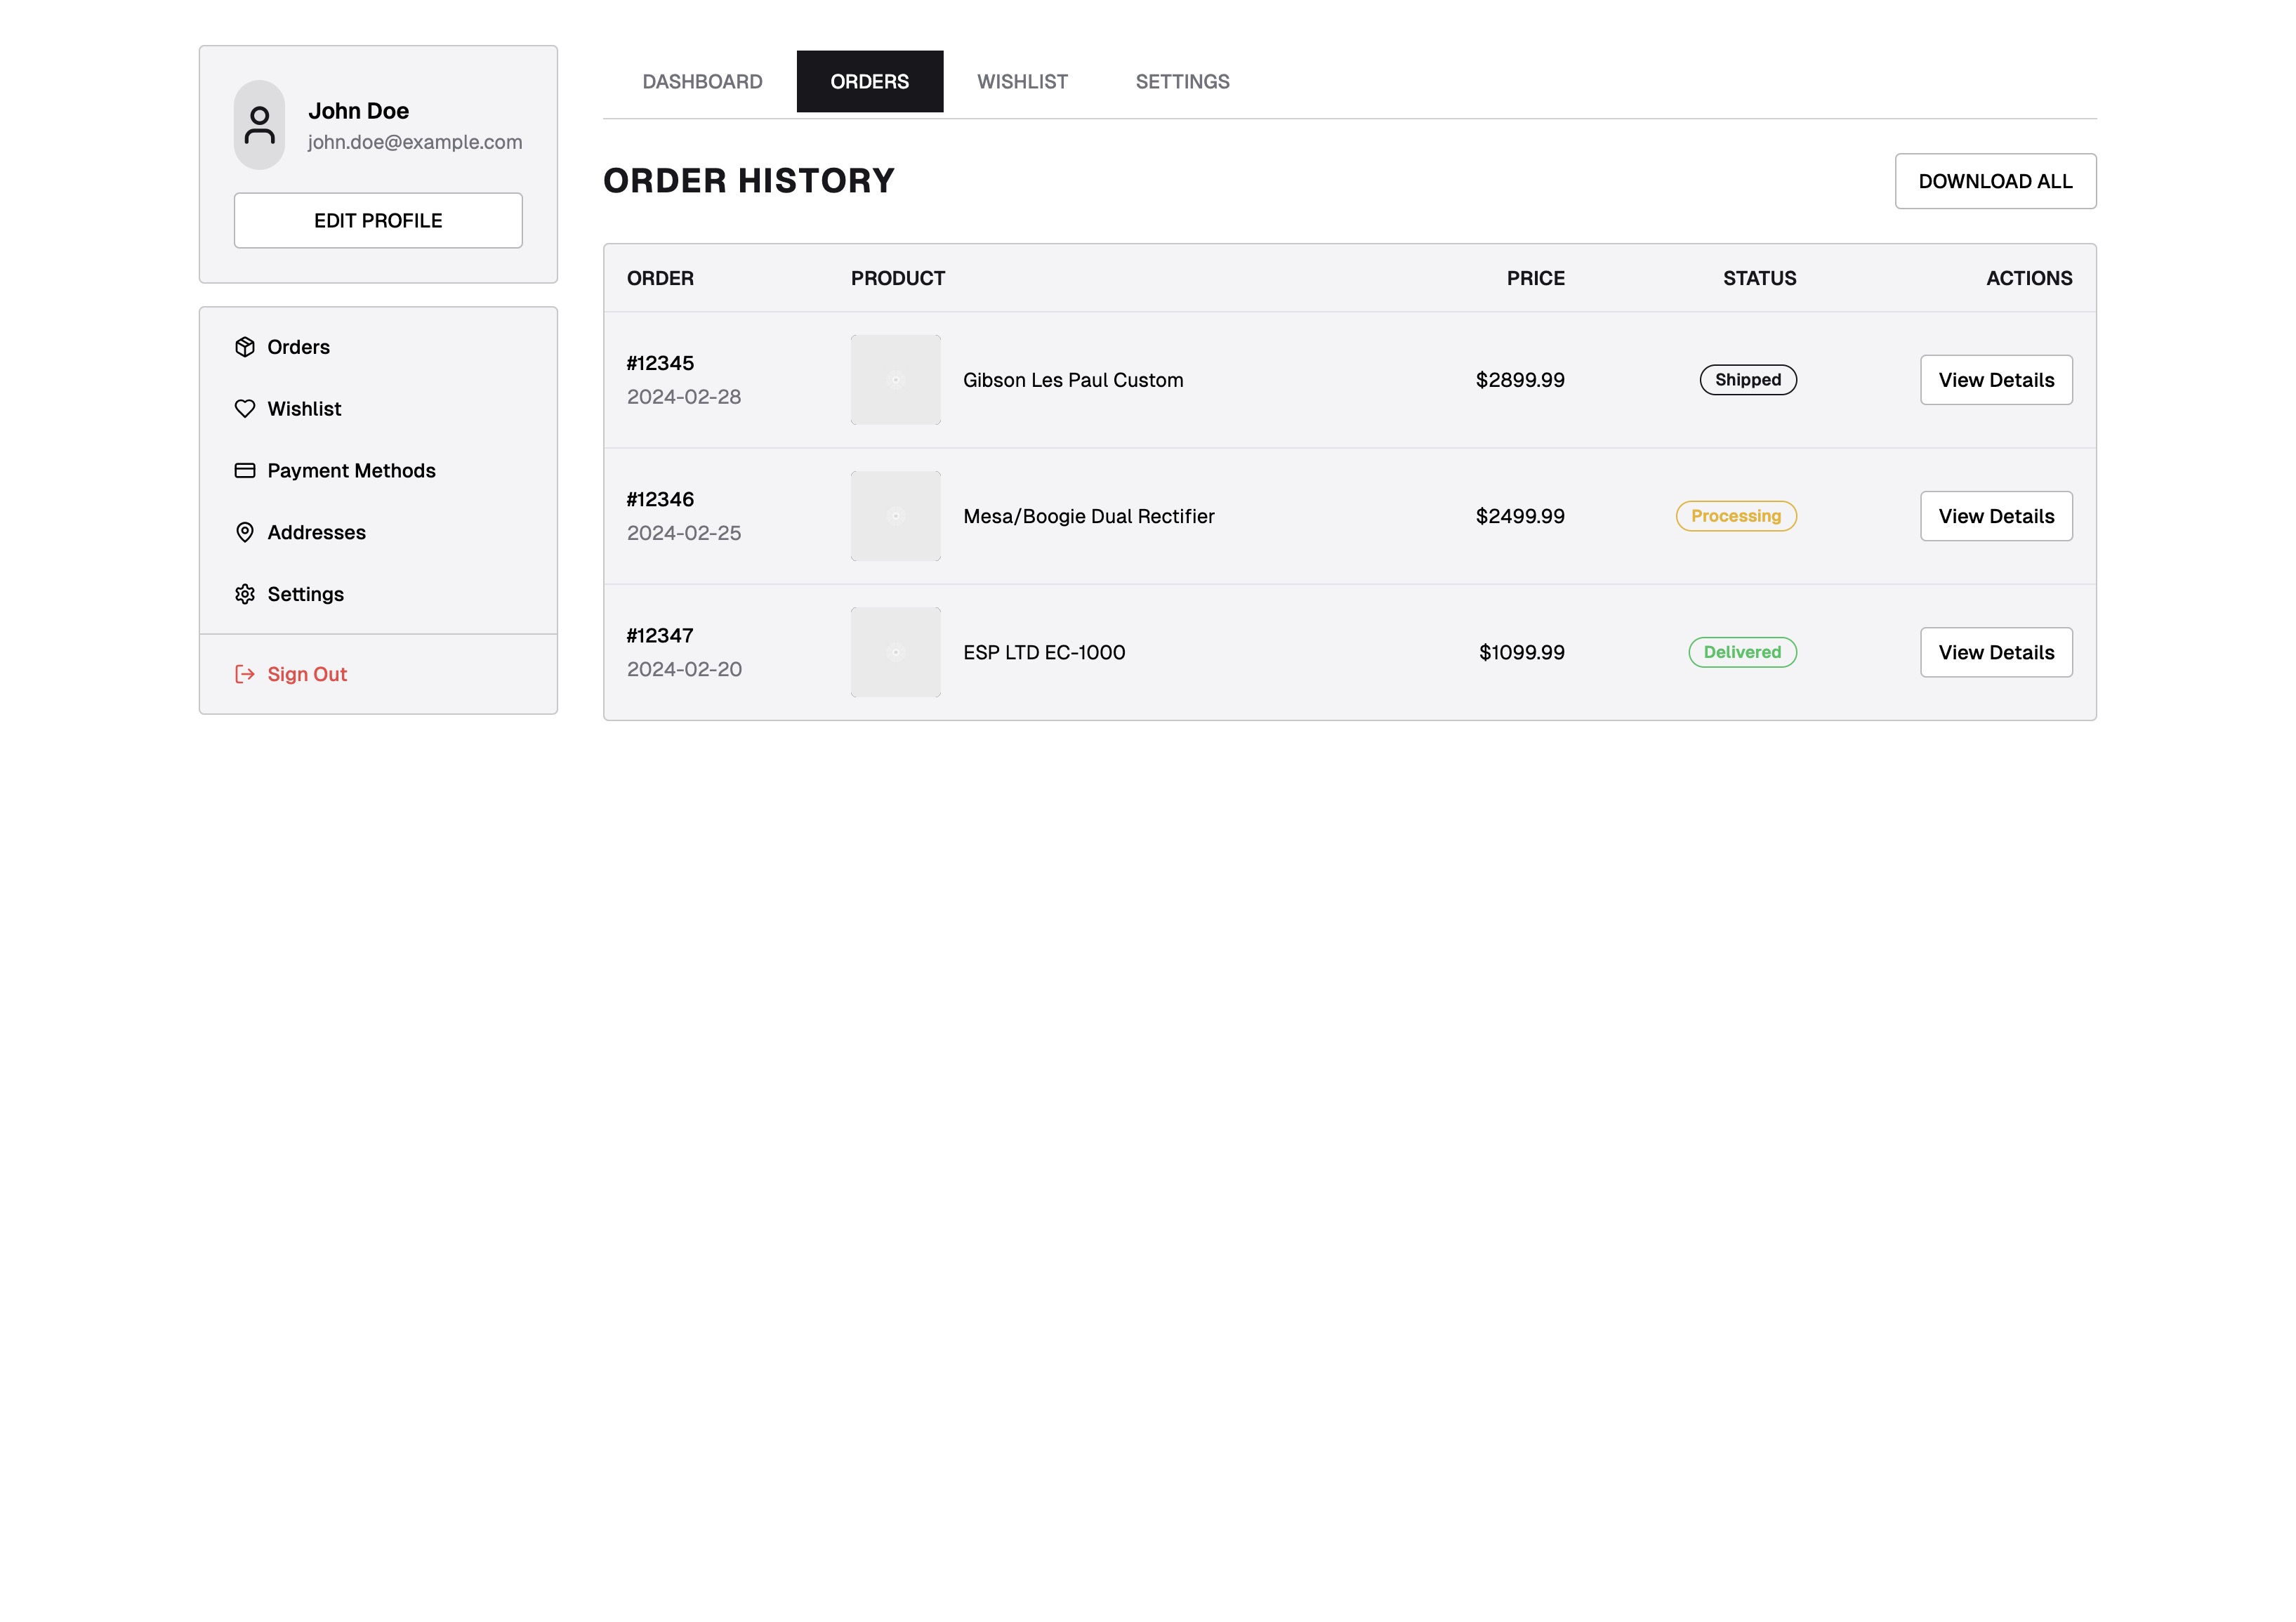 John Doe
john.doe@example.com
EDIT PROFILE
Orders
Wishlist
Payment Methods
Addresses
Settings
Sign Out
DASHBOARD ORDERS WISHLIST SETTINGS
ORDER HISTORY
DOWNLOAD ALL
ORDER PRODUCT PRICE STATUS ACTIONS
#12345
2024-02-28
Gibson Les Paul Custom $2899.99 Shipped View Details
#12346
2024-02-25
Mesa/Boogie Dual Rectifier $2499.99 Processing View Details
#12347
2024-02-20
ESP LTD EC-1000 $1099.99 Delivered View Details